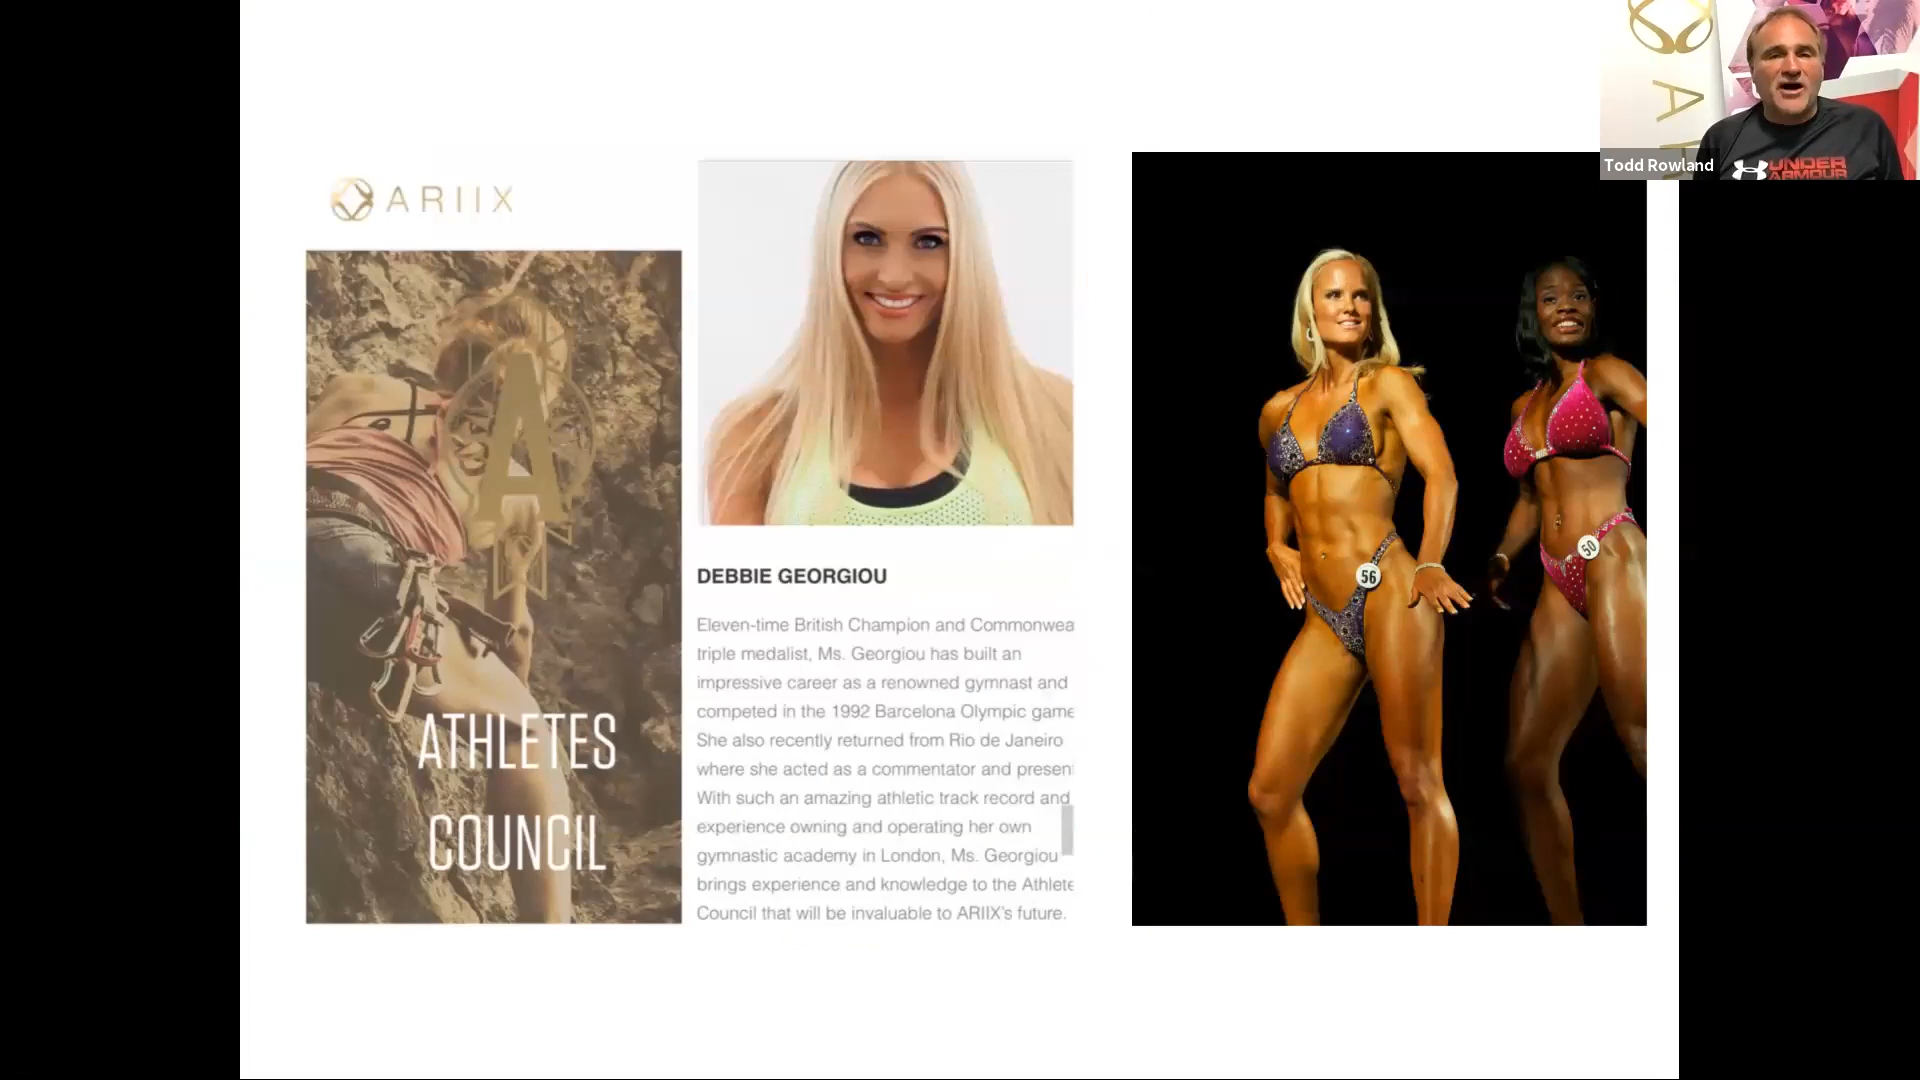 ARIIX
A
ATHLETES
COUNCIL
DEBBIE GEORGIOU
Eleven-time British Champion and Commonwea
triple medalist, Ms. Georgiou has built an
impressive career as a renowned gymnast and
competed in the 1992 Barcelona Olympic game
She also recently returned from Rio de Janeiro
where she acted as a commentator and presen
With such an amazing athletic track record and
experience owning and operating her own
gymnastic academy in London, Ms. Georgiou
brings experience and knowledge to the Athlete
Council that will be invaluable to ARIIX's future.
56
50
A
Todd Rowland
UNDER
ARMOUR